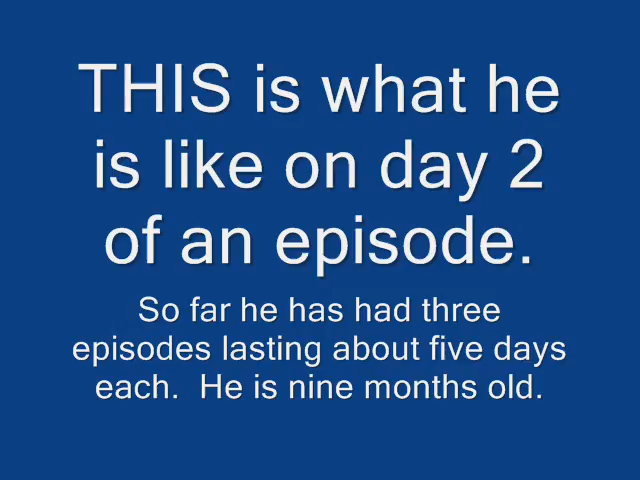 THIS is what he
is like on day 2
of an episode.
So far he has had three
episodes lasting about five days
each.  He is nine months old.